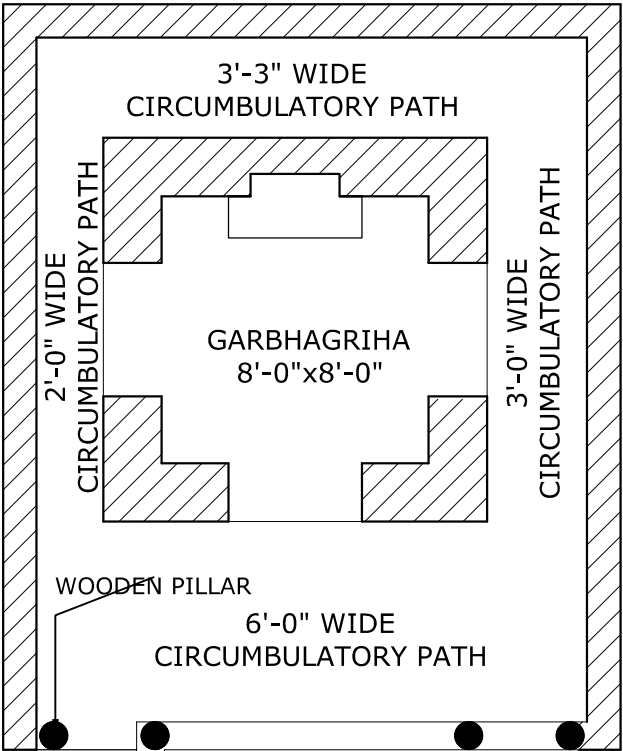 3'-3" WIDE
CIRCUMBULATORY PATH
2'-0" WIDE
CIRCUMBULATORY PATH
GARBHAGRIHA
8'-0"x8'-0"
3'-0" WIDE
CIRCUMBULATORY PATH
WOODEN PILLAR
6'-0" WIDE
CIRCUMBULATORY PATH